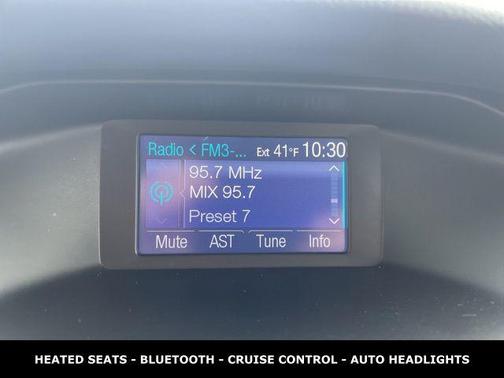 Radio < FM3-... Ext 41°F 10:30
95.7 MHz
MIX 95.7
Preset 7
Mute AST Tune Info
HEATED SEATS - BLUETOOTH - CRUISE CONTROL - AUTO HEADLIGHTS